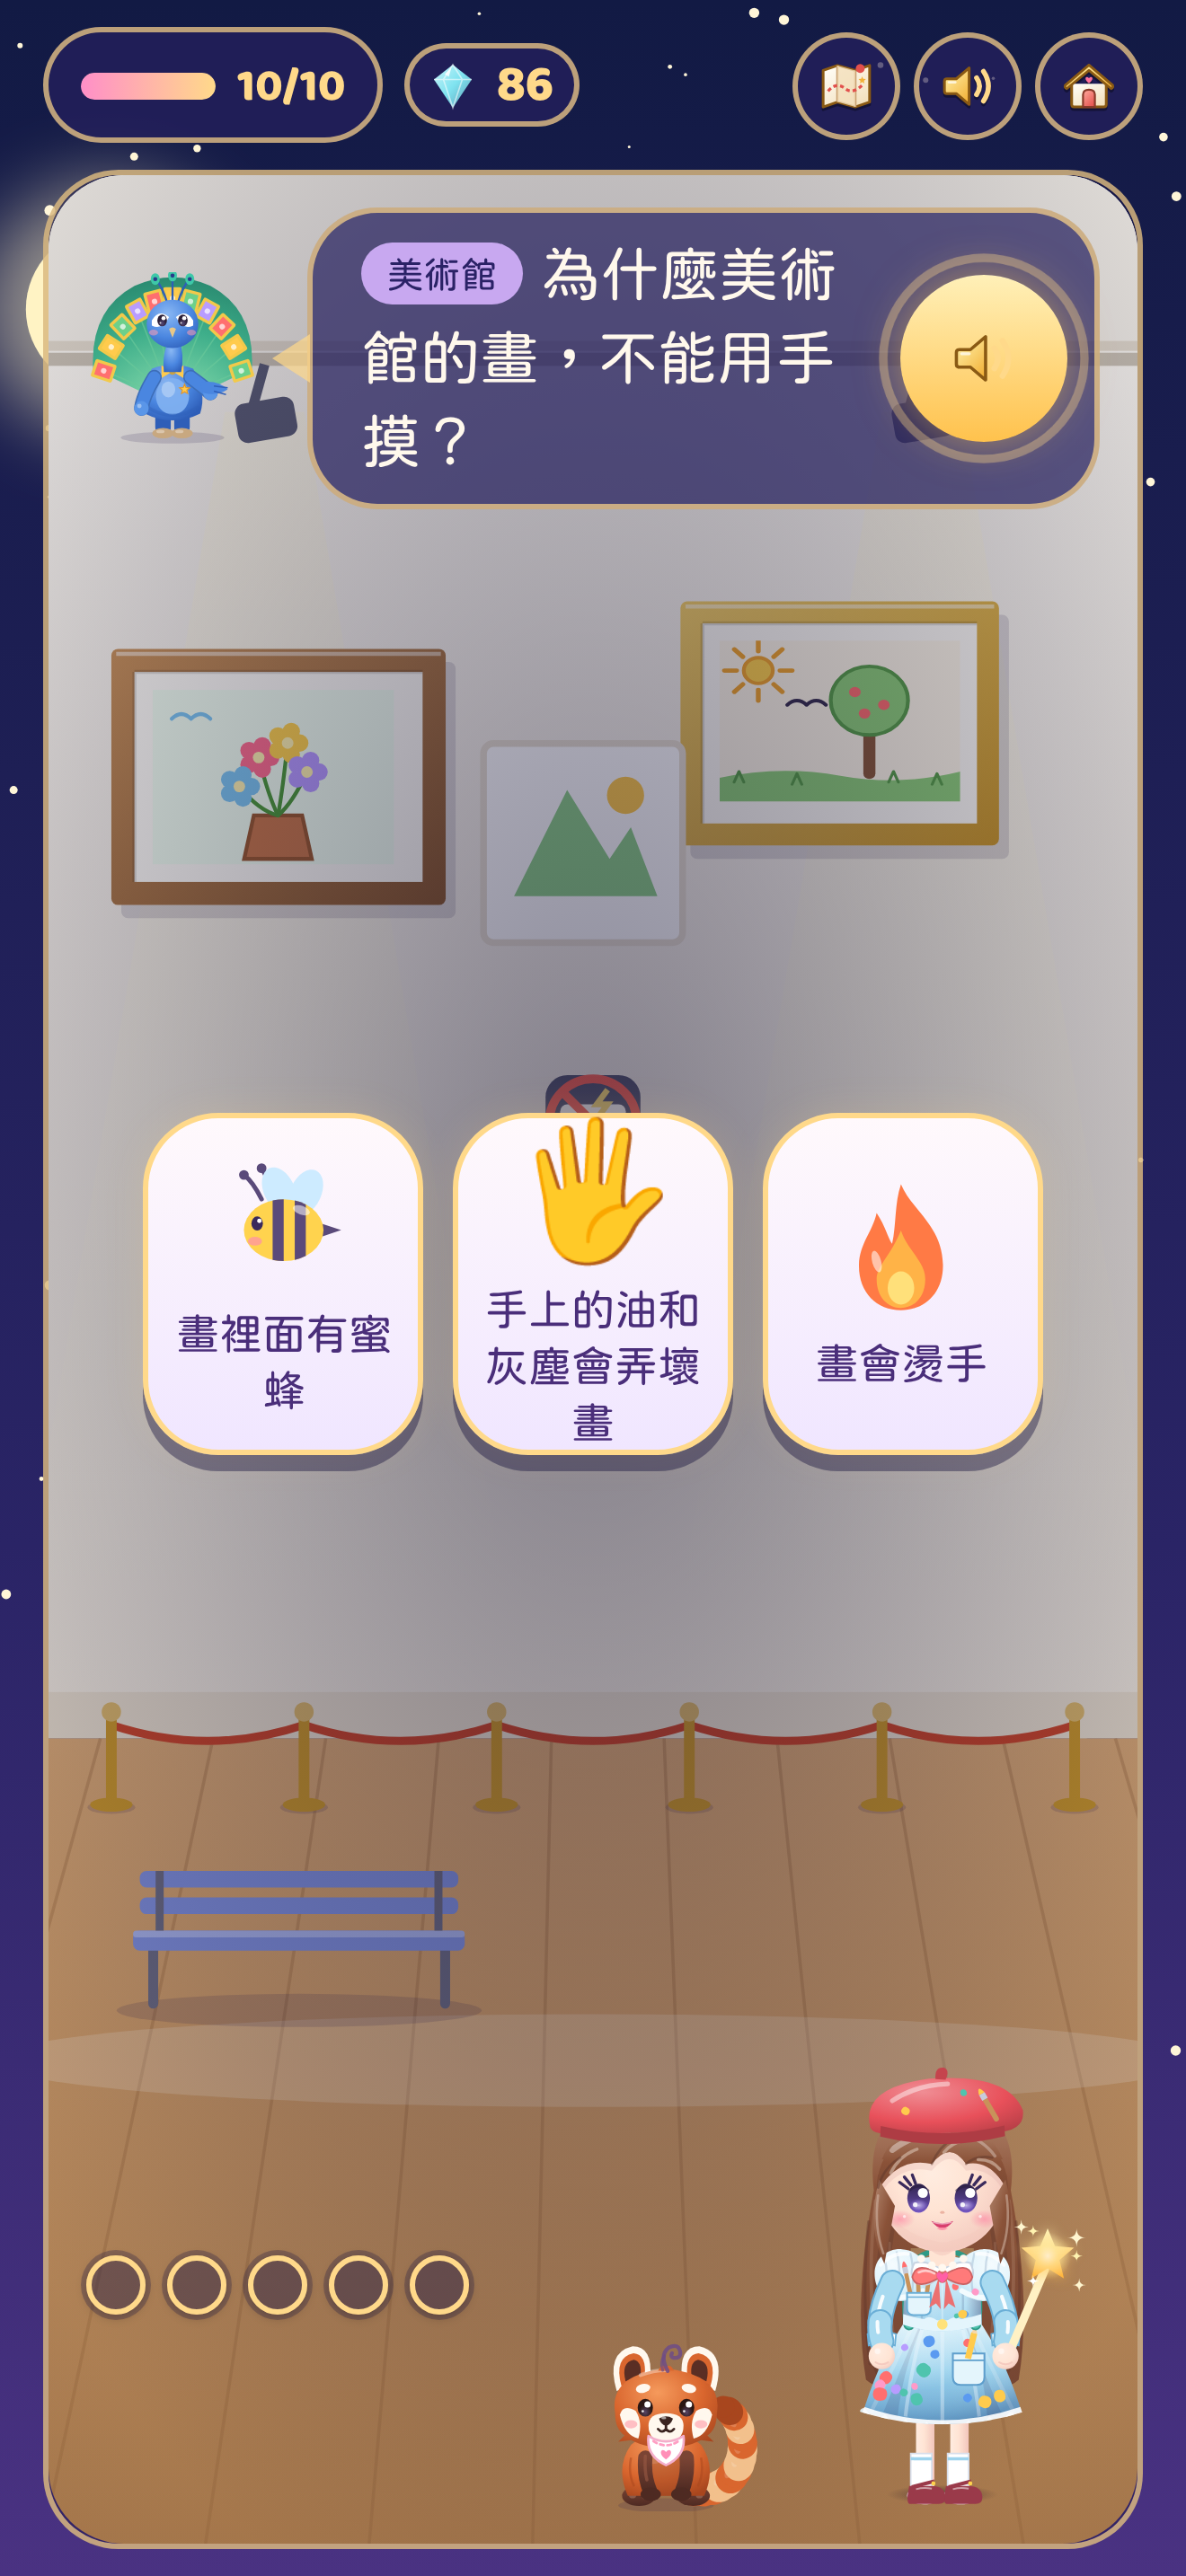 10/10
86
美術館 為什麼美術
館的畫，不能用手
摸？
畫裡面有蜜
蜂
手上的油和
灰塵會弄壞
畫
畫會燙手